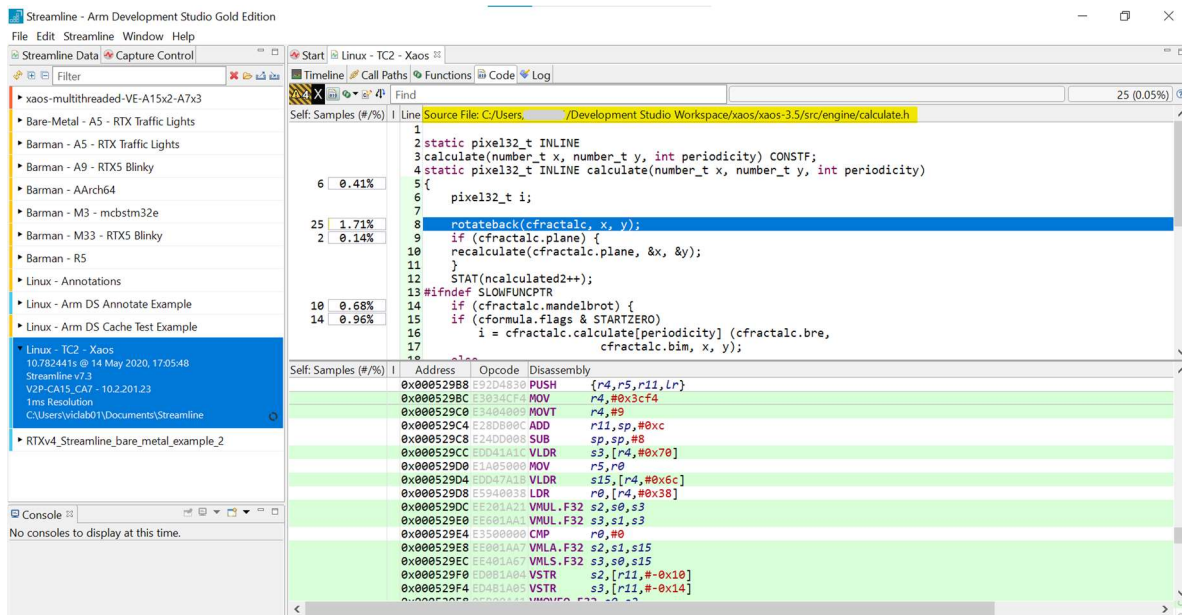 Streamline - Arm Development Studio Gold Edition
File Edit Streamline Window Help
Streamline Data Capture Control
Filter
xaos-multithreaded-VE-A15x2-A7x3
Bare-Metal - A5 - RTX Traffic Lights
Barman - A5 - RTX Traffic Lights
Barman - A9 - RTX5 Blinky
Barman - AArch64
Barman - M3 - mcbstm32e
Barman - M33 - RTX5 Blinky
Barman - R5
Linux - Annotations
Linux - Arm DS Annotate Example
Linux - Arm DS Cache Test Example
Linux - TC2 - Xaos
10.782441s @ 14 May 2020, 17:05:48
Streamline v7.3
V2P-CA15_CA7 - 10.2.201.23
1ms Resolution
C:\Users\viclab01\Documents\Streamline
RTXv4_Streamline_bare_metal_example_2
Console
No consoles to display at this time.
Start Linux - TC2 - Xaos
Timeline Call Paths Functions Code Log
Find 25 (0.05%)
Self: Samples (#/%) I Line Source File: C:/Users, /Development Studio Workspace/xaos/xaos-3.5/src/engine/calculate.h
1
2 static pixel32_t INLINE
3 calculate(number_t x, number_t y, int periodicity) CONSTF;
4 static pixel32_t INLINE calculate(number_t x, number_t y, int periodicity)
6 0.41% 5 {
6 pixel32_t i;
7
25 1.71% 8 rotateback(cfractalc, x, y);
2 0.14% 9 if (cfractalc.plane) {
10 recalculate(cfractalc.plane, &x, &y);
11 }
12 STAT(ncalculated2++);
13 #ifndef SLOWFUNCPTR
10 0.68% 14 if (cfractalc.mandelbrot) {
14 0.96% 15 if (cformula.flags & STARTZERO)
16 i = cfractalc.calculate[periodicity] (cfractalc.bre,
17 cfractalc.bim, x, y);
18 else
Self: Samples (#/%) I Address Opcode Disassembly
0x000529B8 E92D4830 PUSH {r4,r5,r11,lr}
0x000529BC E3034CF4 MOV r4,#0x3cf4
0x000529C0 E3404009 MOVT r4,#9
0x000529C4 E28DB00C ADD r11,sp,#0xc
0x000529C8 E24DD008 SUB sp,sp,#8
0x000529CC EDD41A1C VLDR s3,[r4,#0x70]
0x000529D0 E1A05000 MOV r5,r0
0x000529D4 EDD47A1B VLDR s15,[r4,#0x6c]
0x000529D8 E5940038 LDR r0,[r4,#0x38]
0x000529DC EE201A21 VMUL.F32 s2,s0,s3
0x000529E0 EE601AA1 VMUL.F32 s3,s1,s3
0x000529E4 E3500000 CMP r0,#0
0x000529E8 EE001AA7 VMLA.F32 s2,s1,s15
0x000529EC EE401A67 VMLS.F32 s3,s0,s15
0x000529F0 ED0B1A04 VSTR s2,[r11,#-0x10]
0x000529F4 ED4B1A05 VSTR s3,[r11,#-0x14]